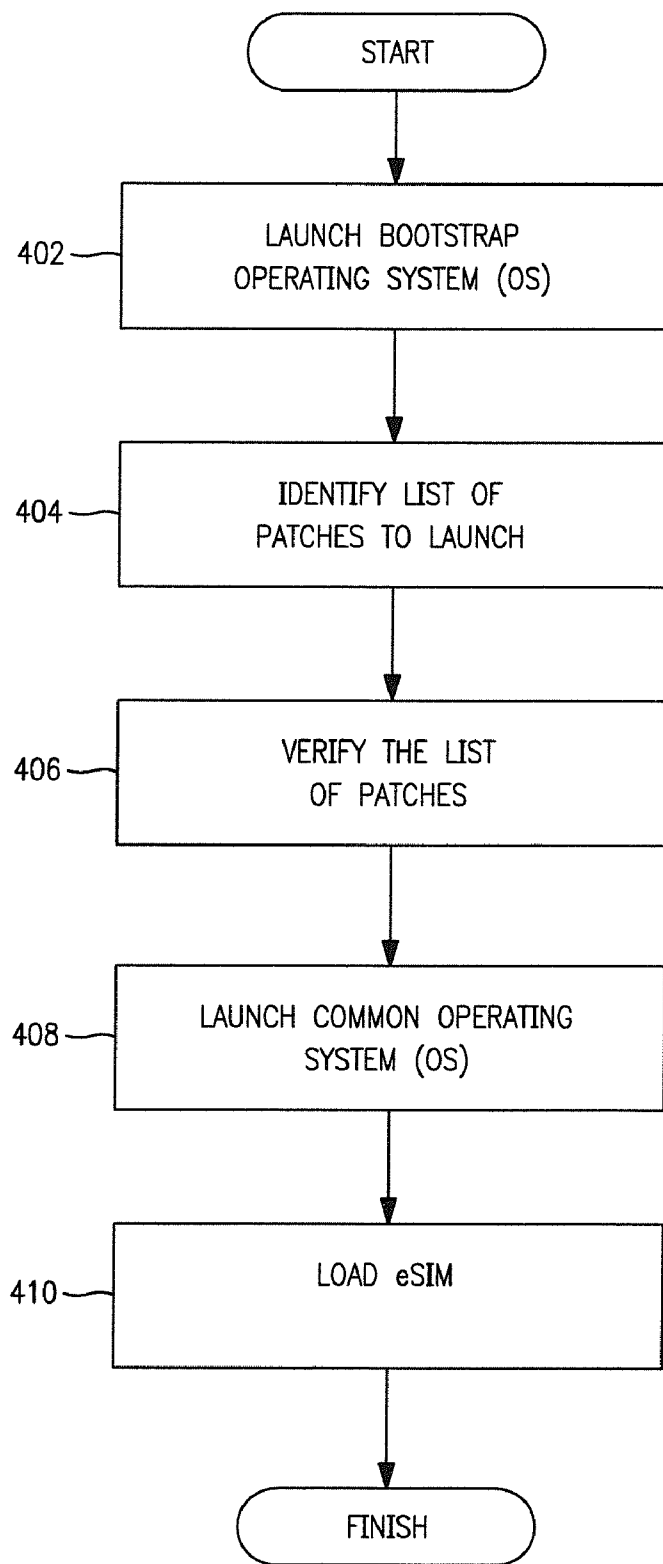 START
402
LAUNCH BOOTSTRAP
OPERATING SYSTEM (OS)
404
IDENTIFY LIST OF
PATCHES TO LAUNCH
406
VERIFY THE LIST
OF PATCHES
408
LAUNCH COMMON OPERATING
SYSTEM (OS)
410
LOAD eSIM
FINISH